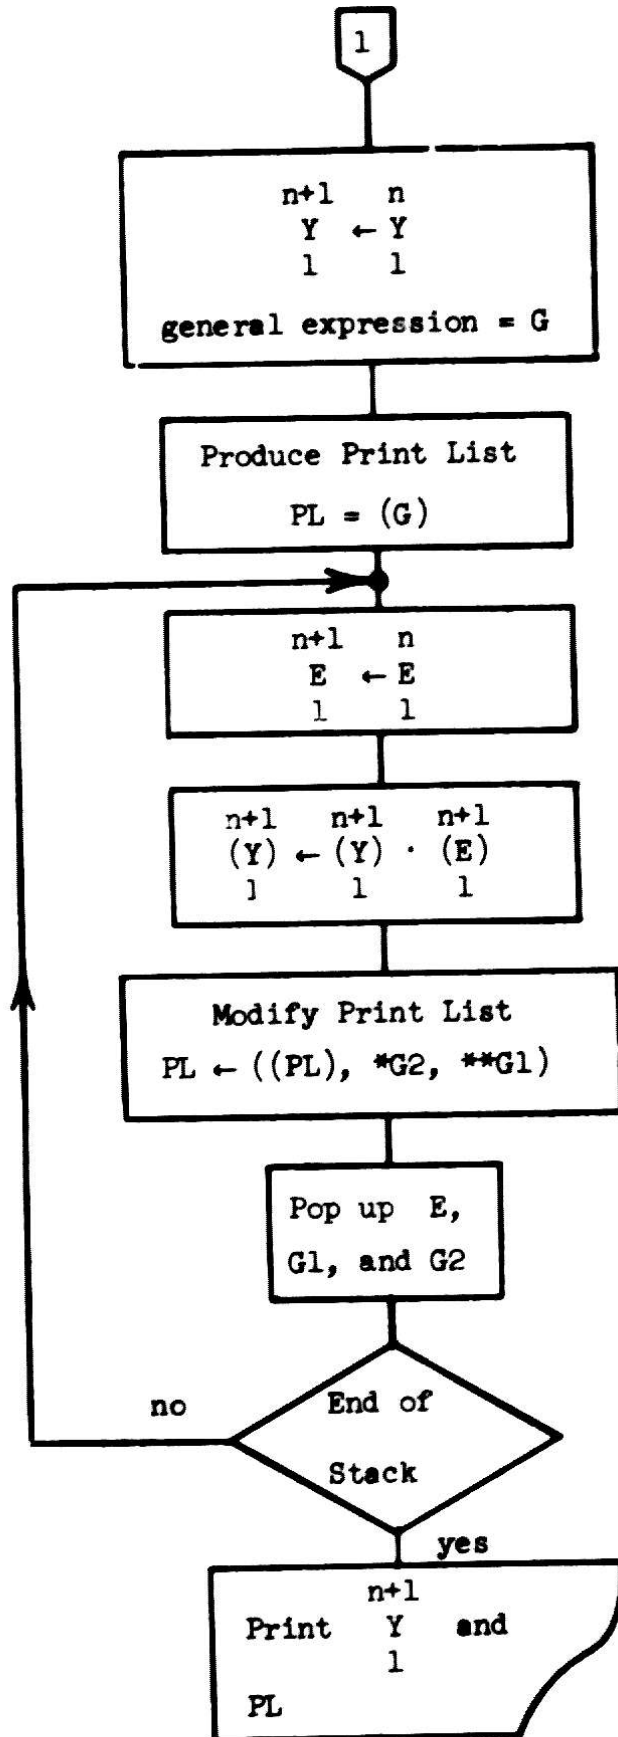 1
n+1 n
Y ← Y
1 1
general expression = G
Produce Print List
PL = (G)
n+1 n
E ← E
1 1
n+1 n+1 n+1
(Y) ← (Y) · (E)
1 1 1
Modify Print List
PL ← ((PL), *G2, **G1)
Pop up E,
G1, and G2
no
End of
Stack
yes
n+1
Print Y and
1
PL